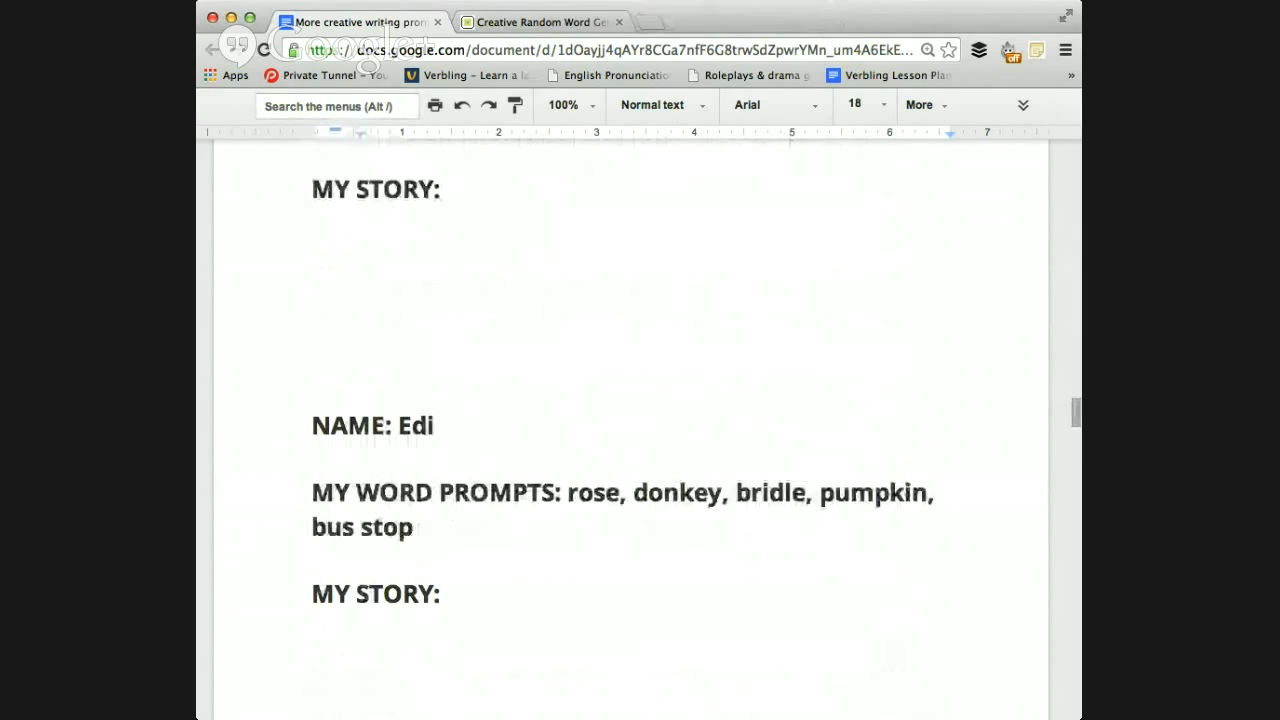 More creative writing pro
Creative Random Word Ge
Google+
https://docs.google.com/document/d/1dOayjj4qAYr8CGa7nfF6G8trwSdZpwrYMn_um4A6EkE...
off
Apps
Private Tunnel – You
Verbling – Learn a la
English Pronunciatio
Roleplays & drama g
Verbling Lesson Plan
»
Search the menus (Alt /)
100%
Normal text
Arial
18
More
1 2 3 4 5 6 7
MY STORY:
NAME: Edi
MY WORD PROMPTS: rose, donkey, bridle, pumpkin,
bus stop
MY STORY: